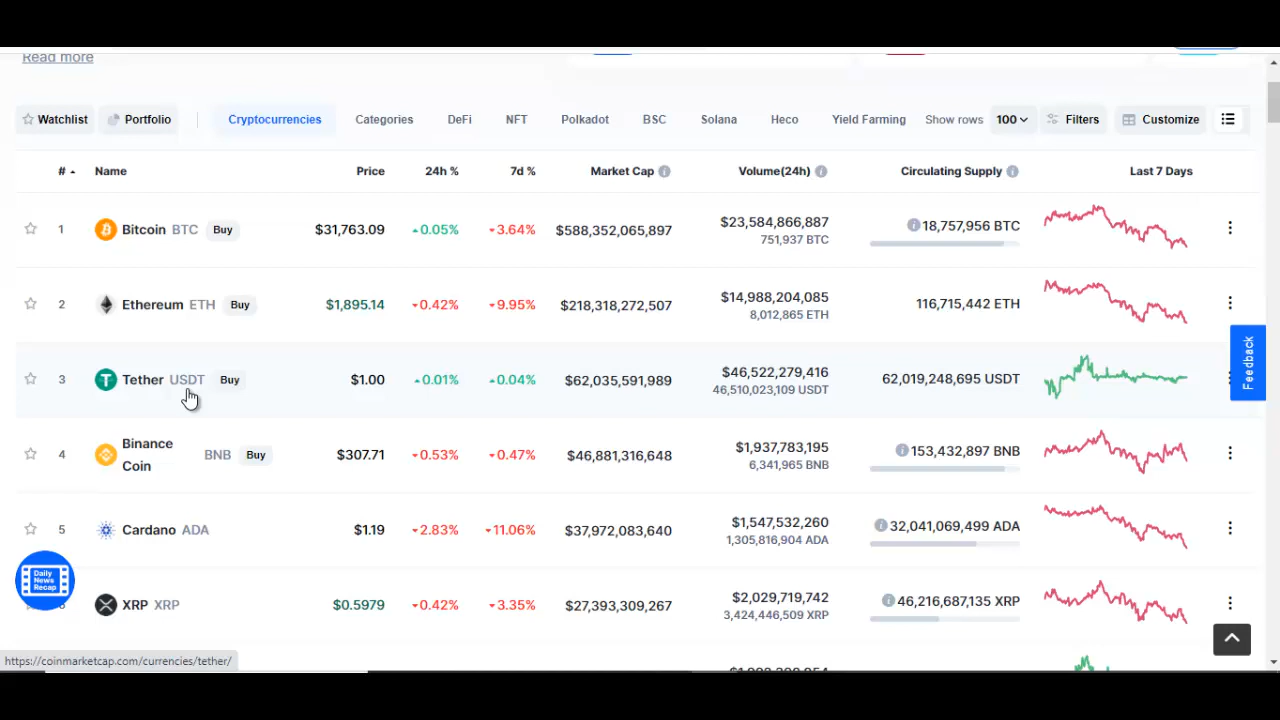 Read more
Watchlist Portfolio Cryptocurrencies Categories DeFi NFT Polkadot BSC Solana Heco Yield Farming Show rows 100 Filters Customize
# Name Price 24h % 7d % Market Cap Volume(24h) Circulating Supply Last 7 Days
1 Bitcoin BTC Buy $31,763.09 0.05% 3.64% $588,352,065,897 $23,584,866,887 18,757,956 BTC
751,937 BTC
2 Ethereum ETH Buy $1,895.14 0.42% 9.95% $218,318,272,507 $14,988,204,085 116,715,442 ETH
8,012,865 ETH
Feedback
3 Tether USDT Buy $1.00 0.01% 0.04% $62,035,591,989 $46,522,279,416 62,019,248,695 USDT
46,510,023,109 USDT
4 Binance Coin BNB Buy $307.71 0.53% 0.47% $46,881,316,648 $1,937,783,195 153,432,897 BNB
6,341,965 BNB
5 Cardano ADA $1.19 2.83% 11.06% $37,972,083,640 $1,547,532,260 32,041,069,499 ADA
1,305,816,904 ADA
Daily
News
Recap
XRP XRP $0.5979 0.42% 3.35% $27,393,309,267 $2,029,719,742 46,216,687,135 XRP
3,424,446,509 XRP
https://coinmarketcap.com/currencies/tether/